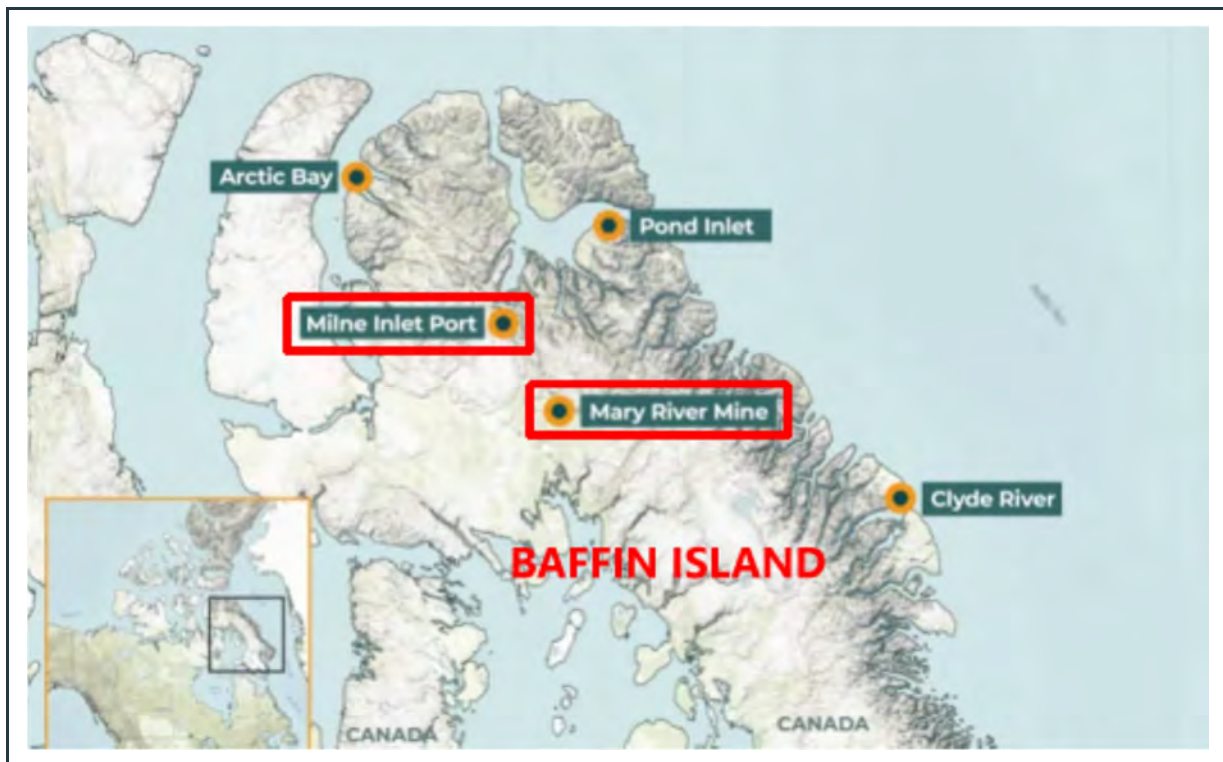 Arctic Bay
Pond Inlet
Milne Inlet Port
Mary River Mine
Clyde River
BAFFIN ISLAND
CANADA
CANADA